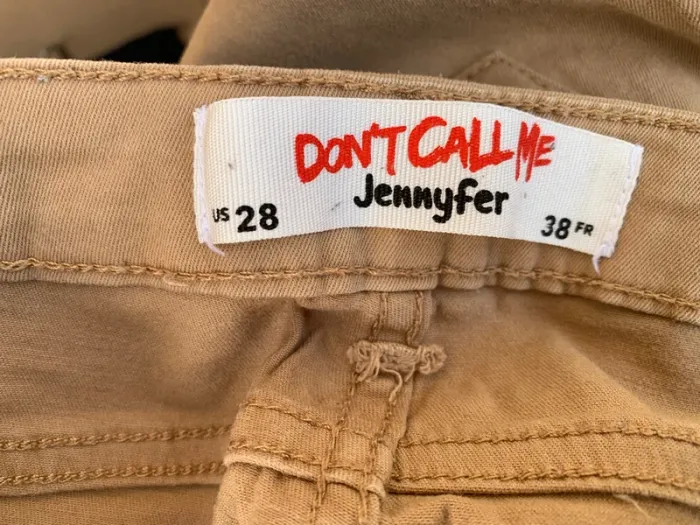 DON'T CALL ME
Jennyfer
US 28
38 FR